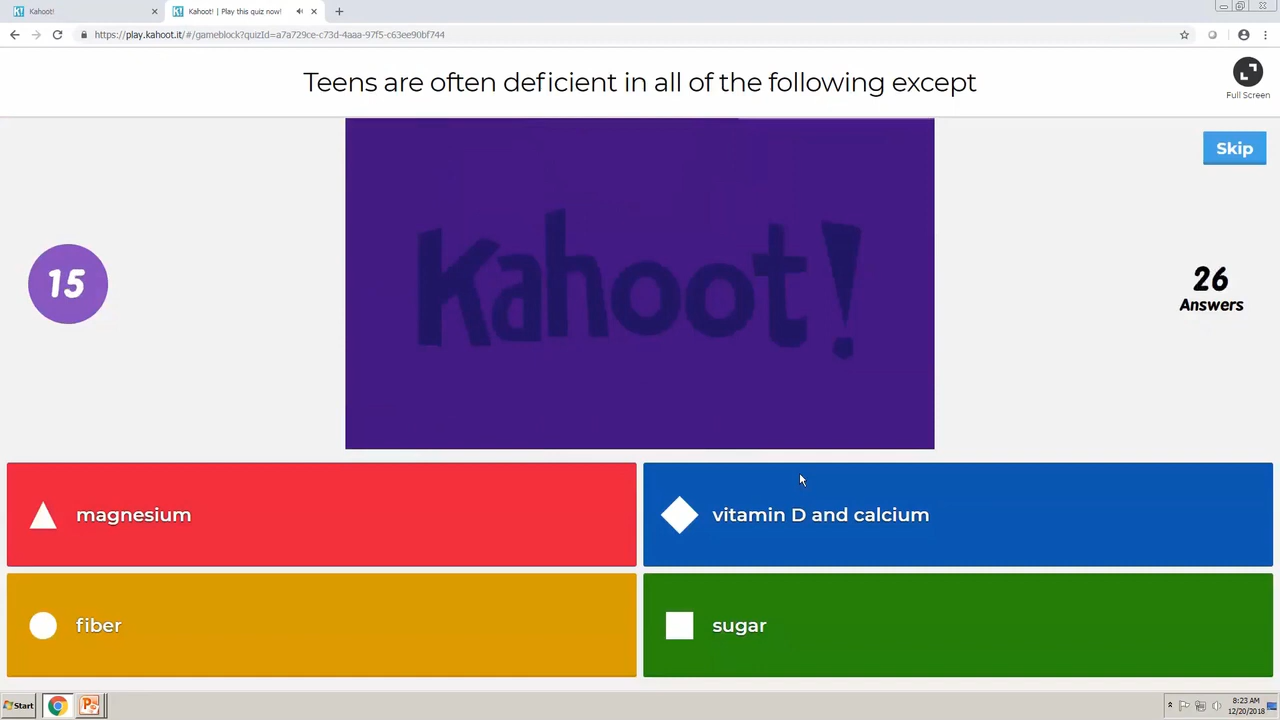 Kahoot!
Kahoot! | Play this quiz now!
https://play.kahoot.it/#/gameblock?quizId=a7a729ce-c73d-4aaa-97f5-c63ee90bf744
Teens are often deficient in all of the following except
Full Screen
Skip
Kahoot!
15
26
Answers
magnesium
vitamin D and calcium
fiber
sugar
Start
8:23 AM
12/20/2018